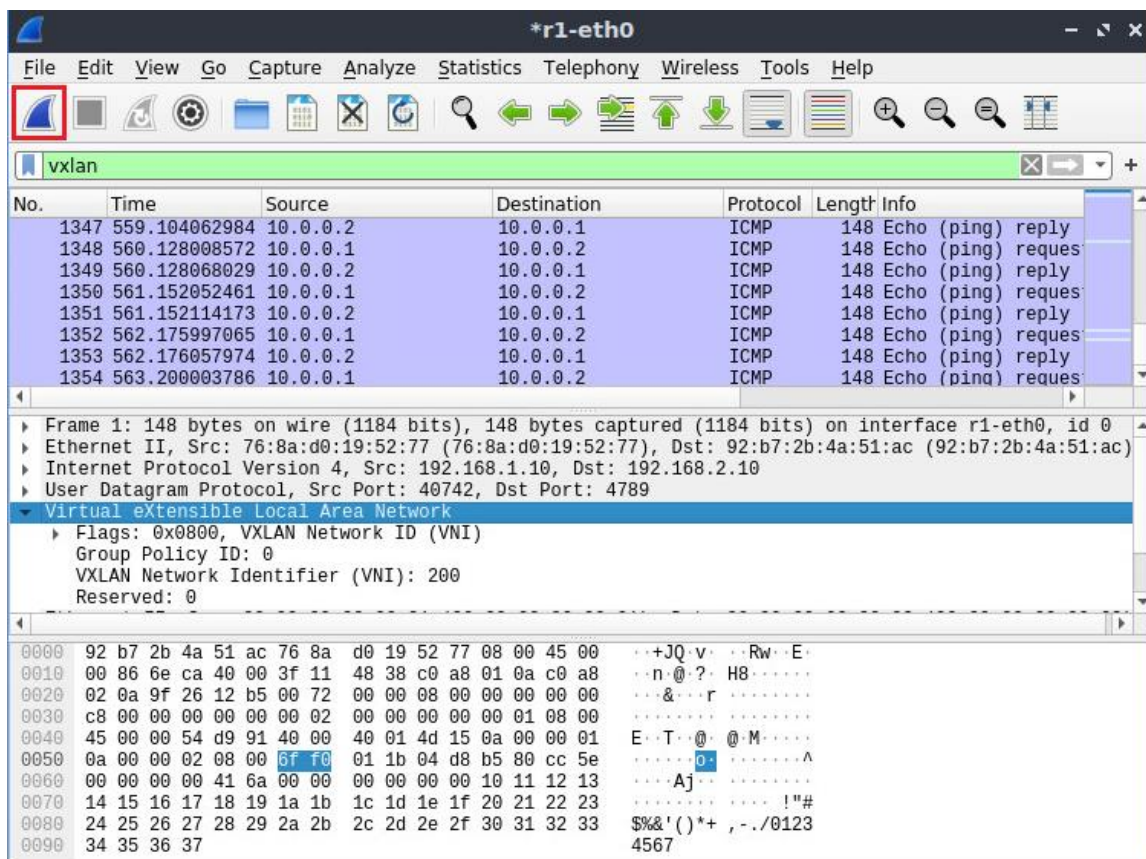 *r1-eth0
File Edit View Go Capture Analyze Statistics Telephony Wireless Tools Help
vxlan
No. Time Source Destination Protocol Length Info
1347 559.104062984 10.0.0.2 10.0.0.1 ICMP 148 Echo (ping) reply
1348 560.128008572 10.0.0.1 10.0.0.2 ICMP 148 Echo (ping) reques
1349 560.128068029 10.0.0.2 10.0.0.1 ICMP 148 Echo (ping) reply
1350 561.152052461 10.0.0.1 10.0.0.2 ICMP 148 Echo (ping) reques
1351 561.152114173 10.0.0.2 10.0.0.1 ICMP 148 Echo (ping) reply
1352 562.175997065 10.0.0.1 10.0.0.2 ICMP 148 Echo (ping) reques
1353 562.176057974 10.0.0.2 10.0.0.1 ICMP 148 Echo (ping) reply
1354 563.200003786 10.0.0.1 10.0.0.2 ICMP 148 Echo (ping) reques
Frame 1: 148 bytes on wire (1184 bits), 148 bytes captured (1184 bits) on interface r1-eth0, id 0
Ethernet II, Src: 76:8a:d0:19:52:77 (76:8a:d0:19:52:77), Dst: 92:b7:2b:4a:51:ac (92:b7:2b:4a:51:ac)
Internet Protocol Version 4, Src: 192.168.1.10, Dst: 192.168.2.10
User Datagram Protocol, Src Port: 40742, Dst Port: 4789
Virtual eXtensible Local Area Network
Flags: 0x0800, VXLAN Network ID (VNI)
Group Policy ID: 0
VXLAN Network Identifier (VNI): 200
Reserved: 0
0000 92 b7 2b 4a 51 ac 76 8a d0 19 52 77 08 00 45 00 ··+JQ·v· ··Rw··E·
0010 00 86 6e ca 40 00 3f 11 48 38 c0 a8 01 0a c0 a8 ··n·@·?· H8······
0020 02 0a 9f 26 12 b5 00 72 00 00 08 00 00 00 00 00 ···&···r ········
0030 c8 00 00 00 00 00 00 02 00 00 00 00 00 01 08 00 ········ ········
0040 45 00 00 54 d9 91 40 00 40 01 4d 15 0a 00 00 01 E··T··@· @·M·····
0050 0a 00 00 02 08 00 6f f0 01 1b 04 d8 b5 80 cc 5e ······o· ·······^
0060 00 00 00 00 41 6a 00 00 00 00 00 00 10 11 12 13 ····Aj·· ········
0070 14 15 16 17 18 19 1a 1b 1c 1d 1e 1f 20 21 22 23 ········ ···· !"#
0080 24 25 26 27 28 29 2a 2b 2c 2d 2e 2f 30 31 32 33 $%&'()*+ ,-./0123
0090 34 35 36 37 4567